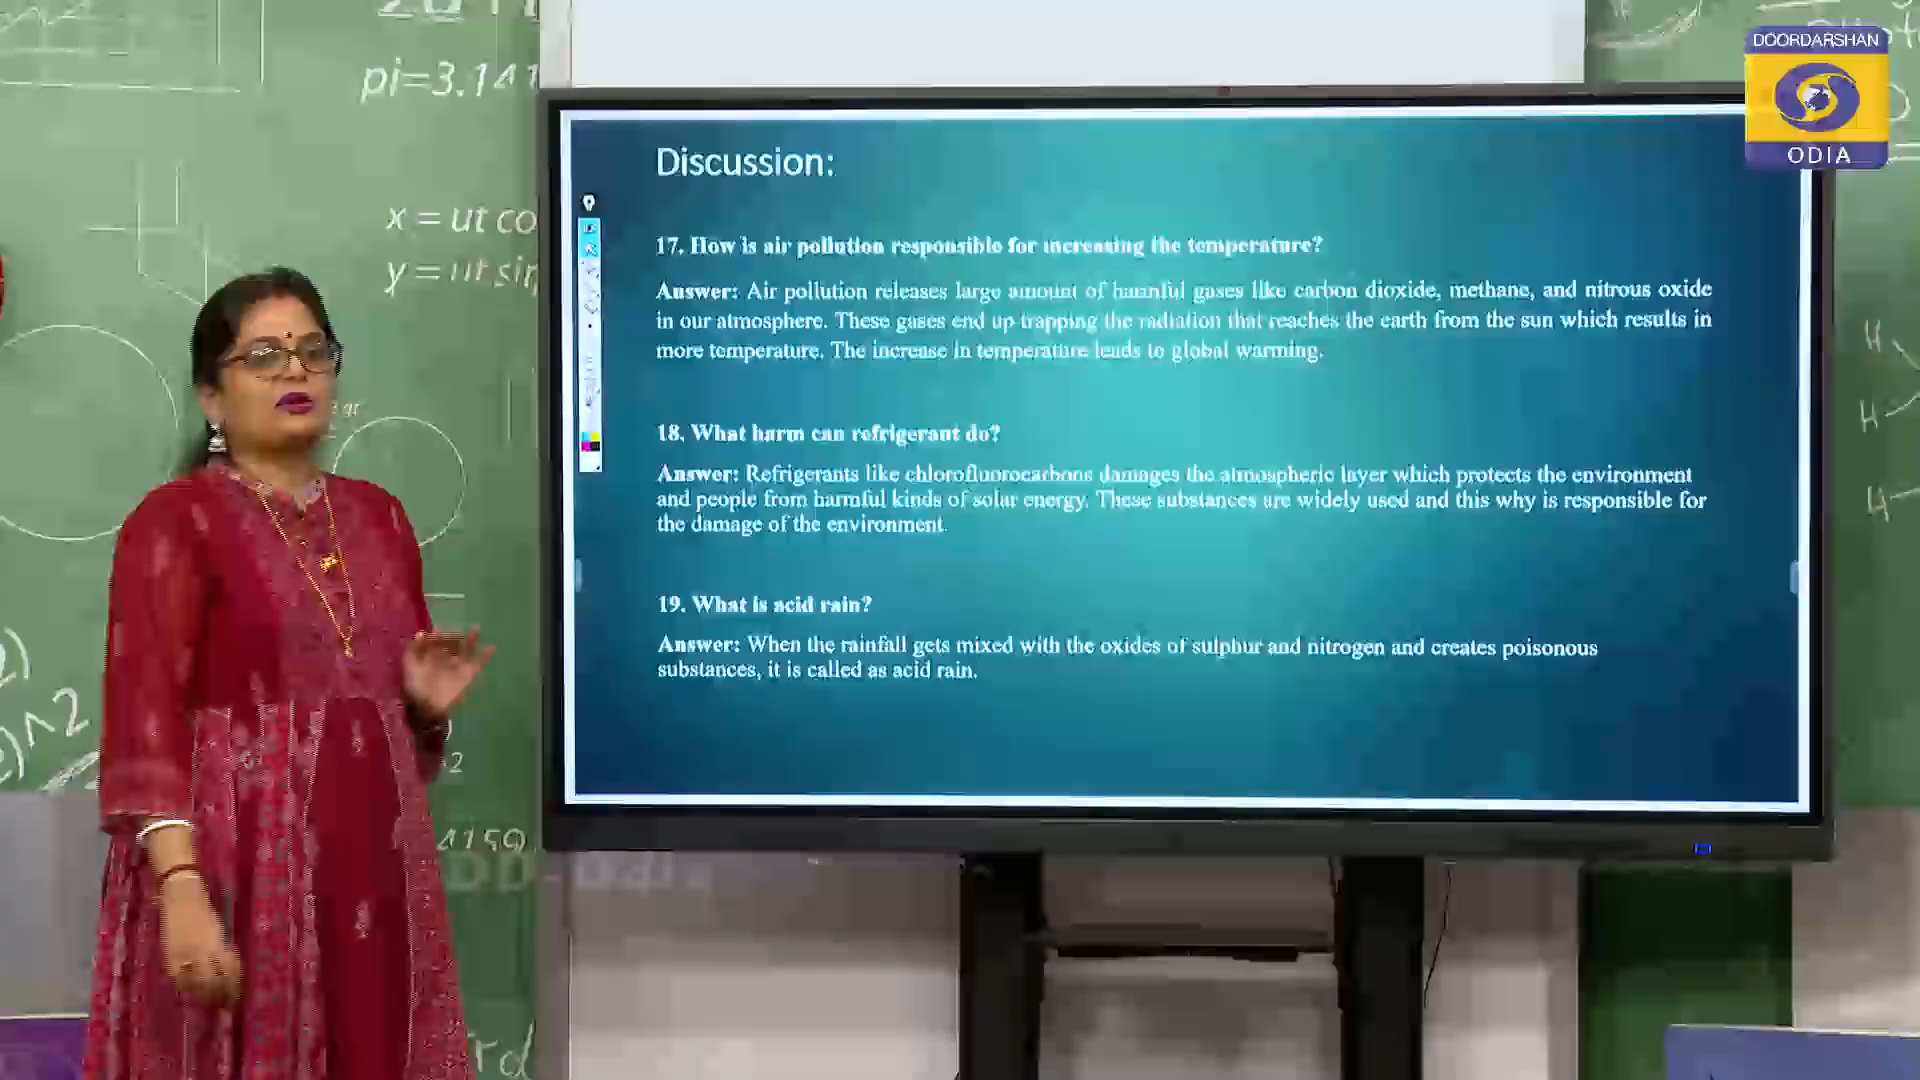 pi=3.141
x = ut co
y = ut sin
DOORDARSHAN
ODIA
Discussion:
17. How is air pollution responsible for increasing the temperature?
Answer: Air pollution releases large amount of harmful gases like carbon dioxide, methane, and nitrous oxide
in our atmosphere. These gases end up trapping the radiation that reaches the earth from the sun which results in
more temperature. The increase in temperature leads to global warming.
18. What harm can refrigerant do?
Answer: Refrigerants like chlorofluorocarbons damages the atmospheric layer which protects the environment
and people from harmful kinds of solar energy. These substances are widely used and this why is responsible for
the damage of the environment.
19. What is acid rain?
Answer: When the rainfall gets mixed with the oxides of sulphur and nitrogen and creates poisonous
substances, it is called as acid rain.
H
H
H
4159